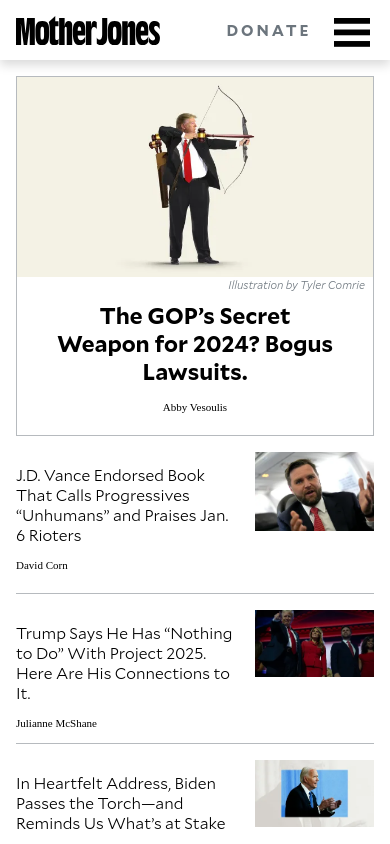 Mother Jones
DONATE
Illustration by Tyler Comrie
The GOP’s Secret
Weapon for 2024? Bogus
Lawsuits.
Abby Vesoulis
J.D. Vance Endorsed Book
That Calls Progressives
“Unhumans” and Praises Jan.
6 Rioters
David Corn
Trump Says He Has “Nothing
to Do” With Project 2025.
Here Are His Connections to
It.
Julianne McShane
In Heartfelt Address, Biden
Passes the Torch—and
Reminds Us What’s at Stake